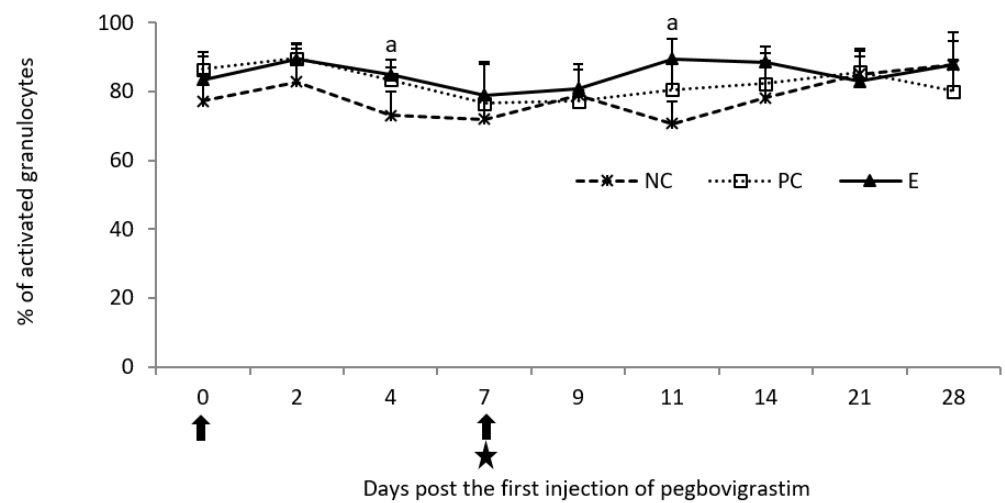 % of activated granulocytes
100
80
60
40
20
0
a
a
NC PC E
0 2 4 7 9 11 14 21 28
Days post the first injection of pegbovigrastim